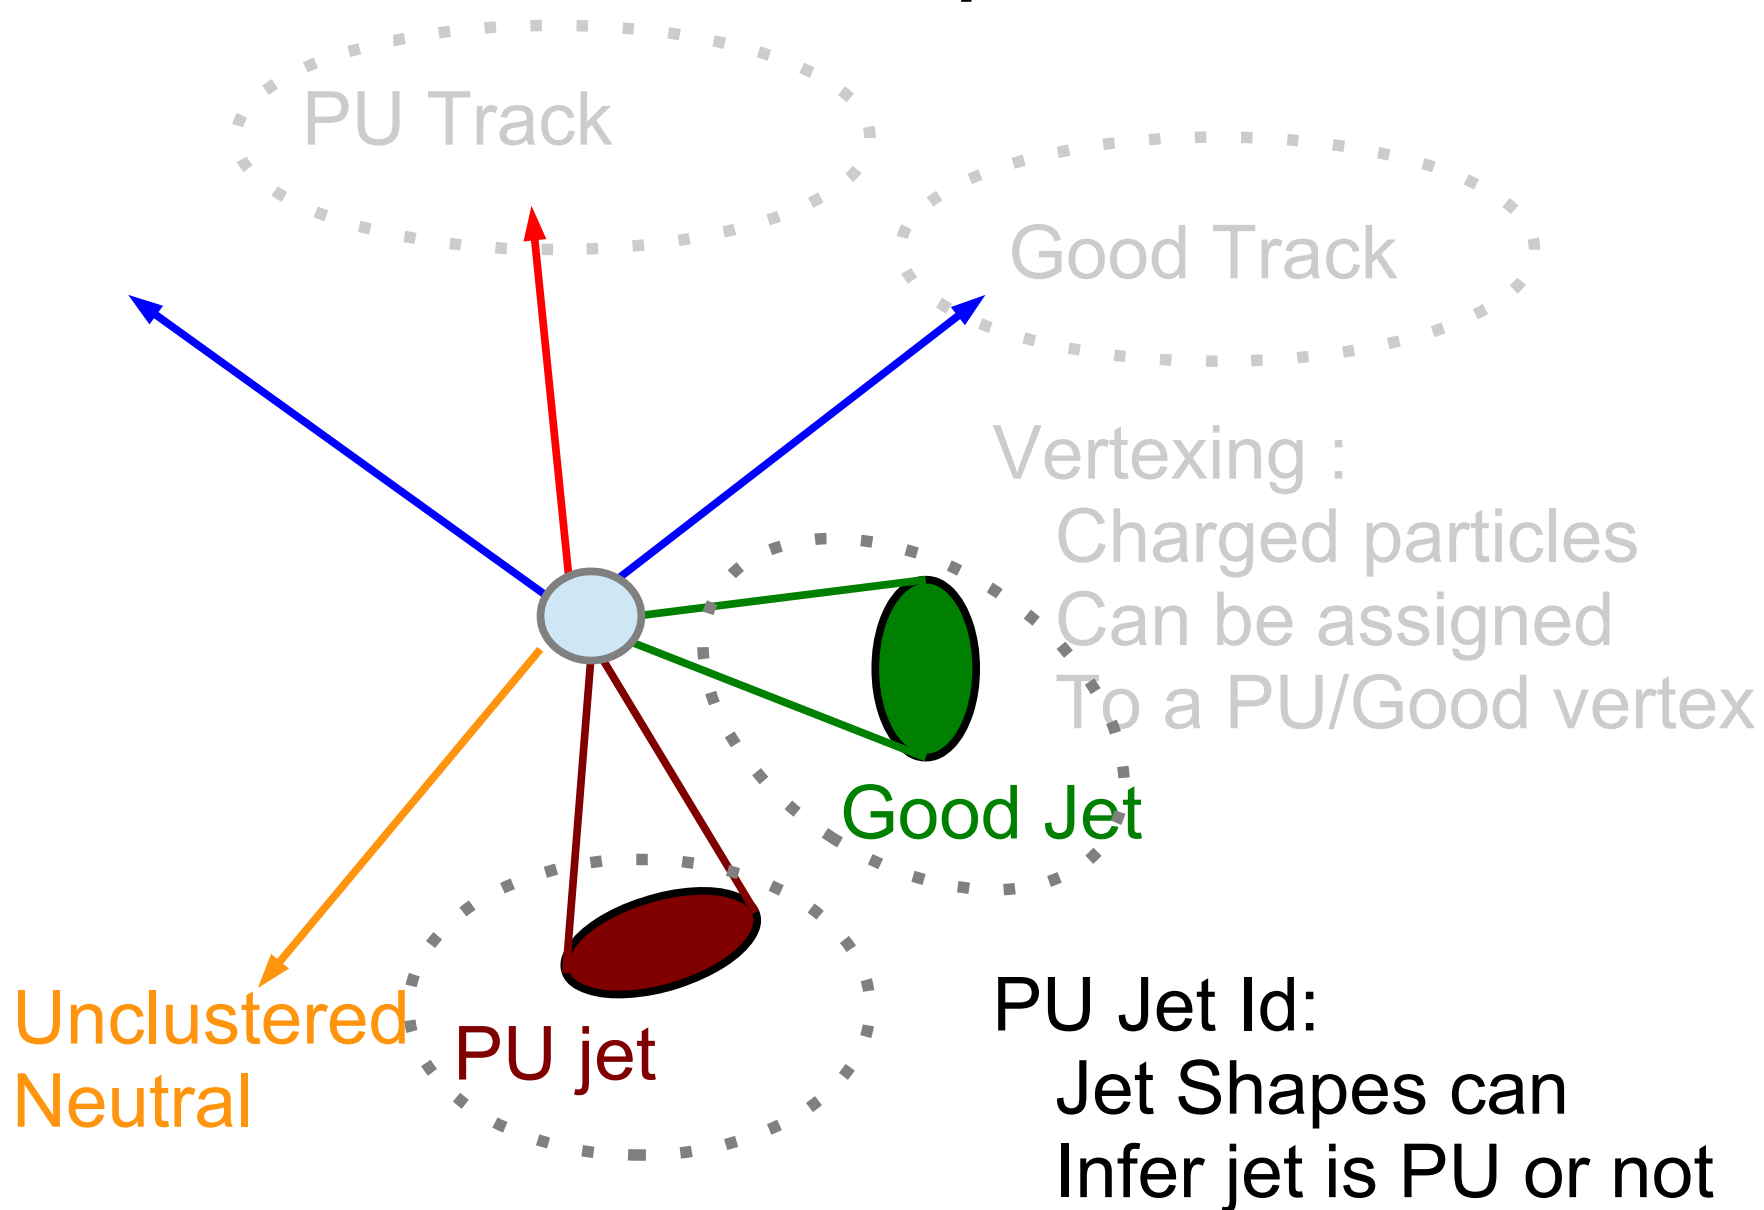 PU Track
Good Track
Vertexing :
Charged particles
Can be assigned
To a PU/Good vertex
Good Jet
Unclustered
Neutral
PU jet
PU Jet Id:
Jet Shapes can
Infer jet is PU or not